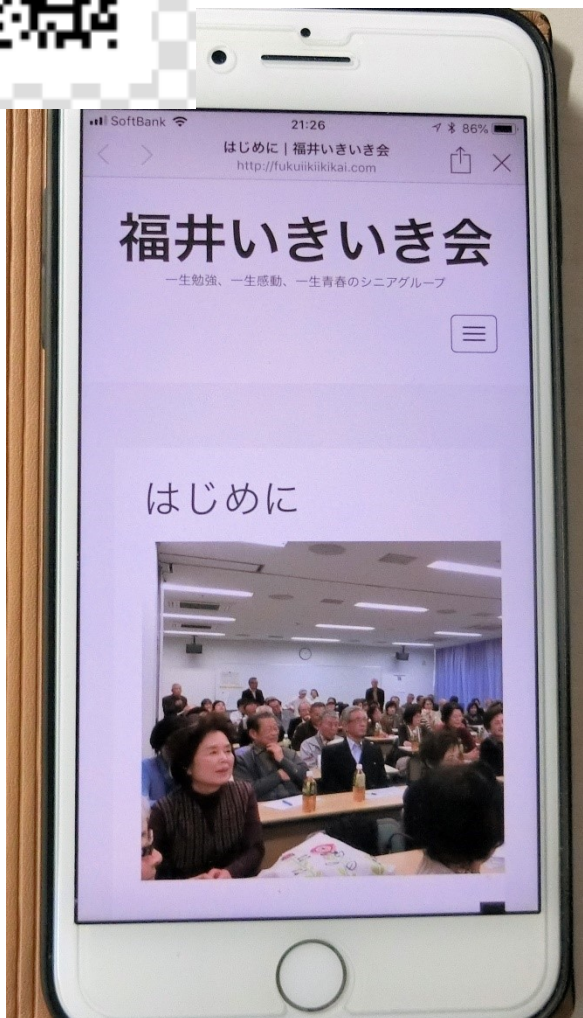 SoftBank 21:26 86%
はじめに | 福井いきいき会
http://fukuiikiikikai.com
福井いきいき会
一生勉強、一生感動、一生青春のシニアグループ
はじめに